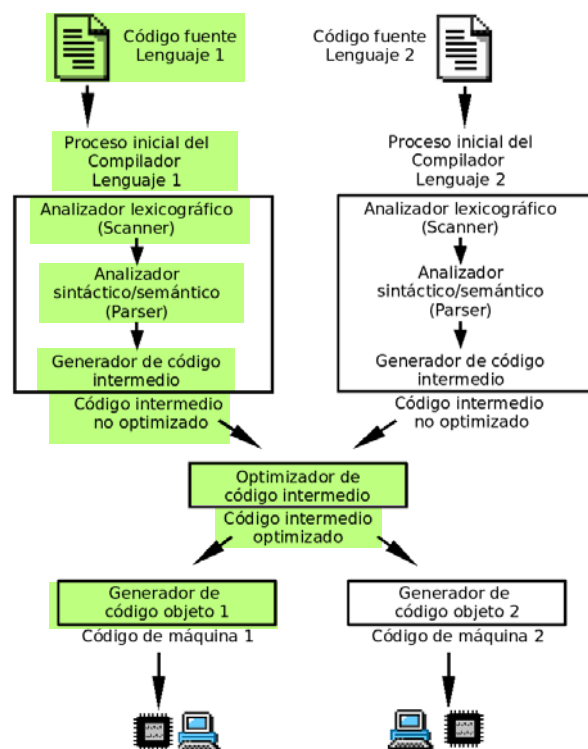 Código fuente
Lenguaje 1
Código fuente
Lenguaje 2
Proceso inicial del
Compilador
Lenguaje 1
Proceso inicial del
Compilador
Lenguaje 2
Analizador lexicográfico
(Scanner)
Analizador
sintáctico/semántico
(Parser)
Generador de código
intermedio
Analizador lexicográfico
(Scanner)
Analizador
sintáctico/semántico
(Parser)
Generador de código
intermedio
Código intermedio
no optimizado
Código intermedio
no optimizado
Optimizador de
código intermedio
Código intermedio
optimizado
Generador de
código objeto 1
Generador de
código objeto 2
Código de máquina 1
Código de máquina 2